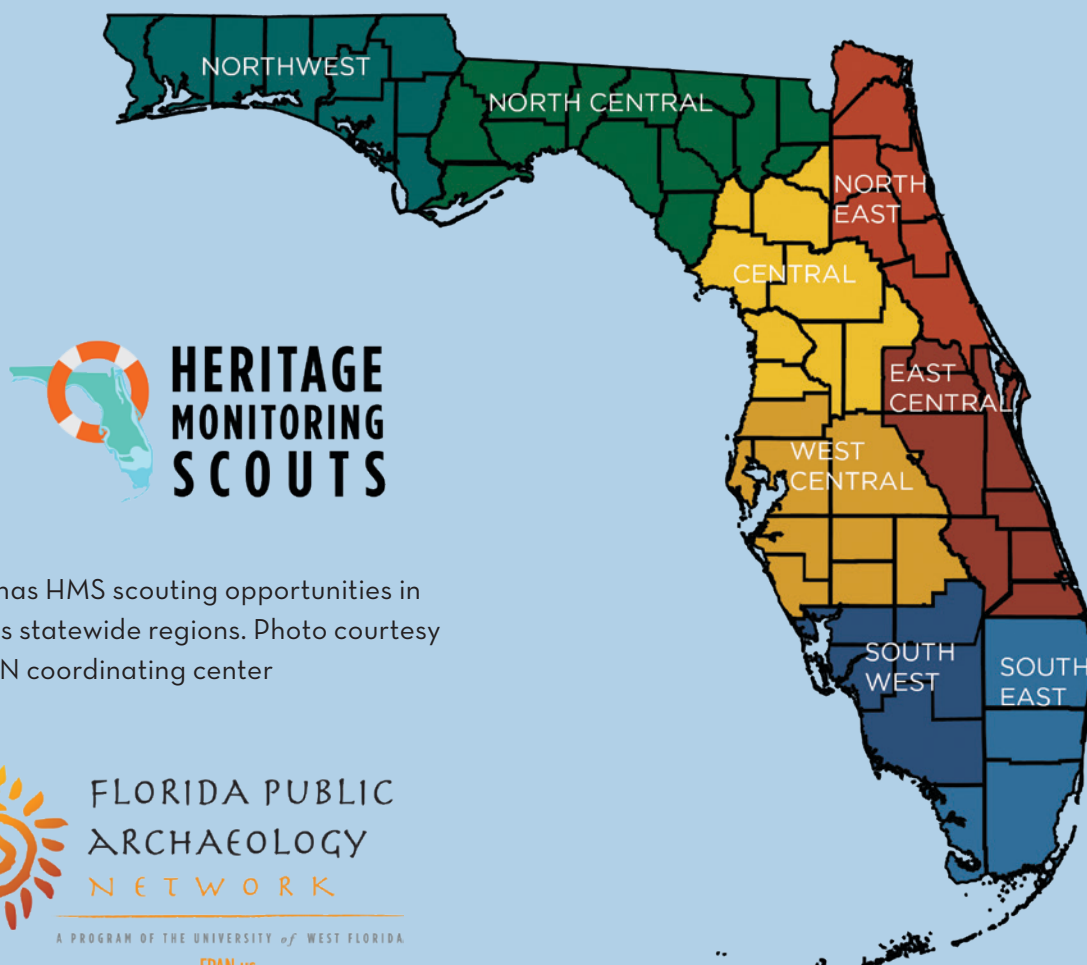 NORTHWEST
NORTH CENTRAL
NORTH
EAST
CENTRAL
EAST
CENTRAL
WEST
CENTRAL
SOUTH
WEST
SOUTH
EAST
HERITAGE
MONITORING
SCOUTS
has HMS scouting opportunities in
statewide regions. Photo courtesy
coordinating center
FLORIDA PUBLIC
ARCHAEOLOGY
NETWORK
A PROGRAM OF THE UNIVERSITY of WEST FLORIDA